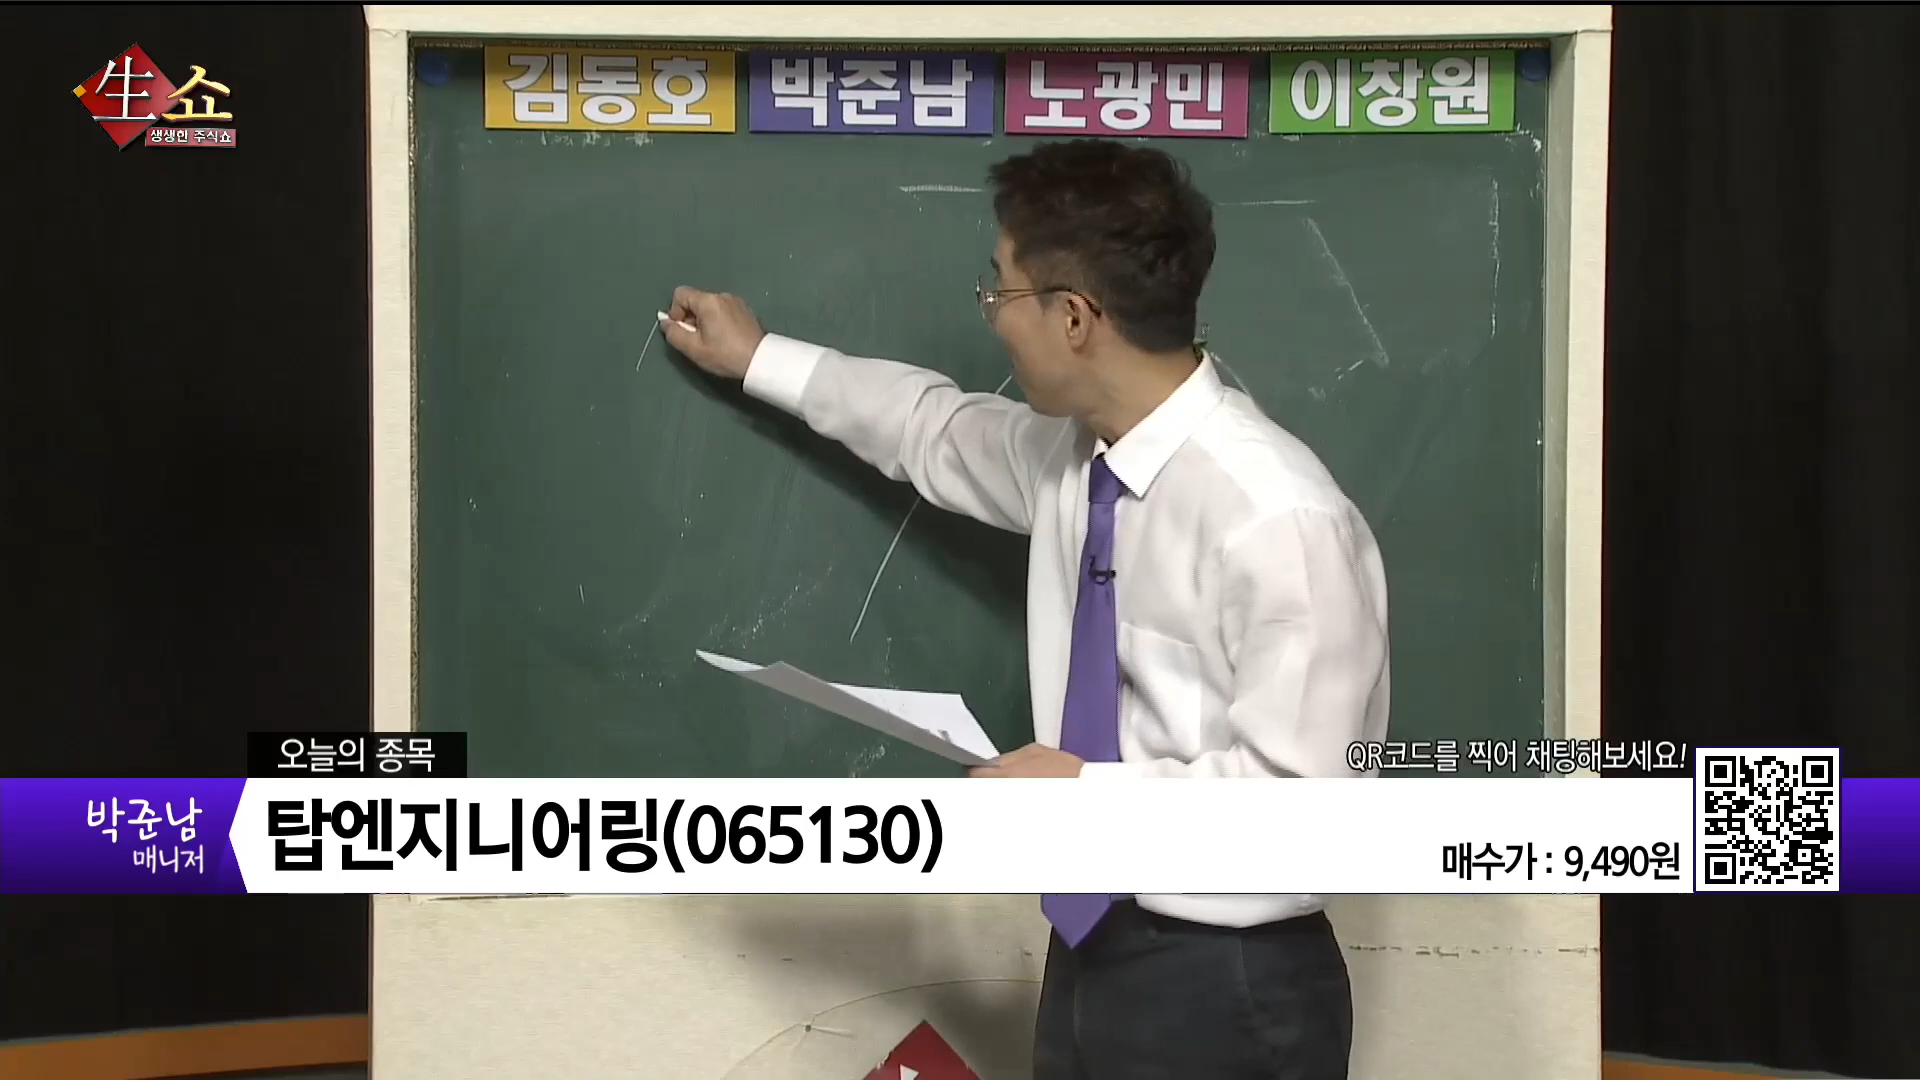 生쇼
생생한 주식쇼
김동호 박준남 노광민 이창원
오늘의 종목
QR코드를 찍어 채팅해보세요!
박준남
매니저
탑엔지니어링(065130)
매수가 : 9,490원